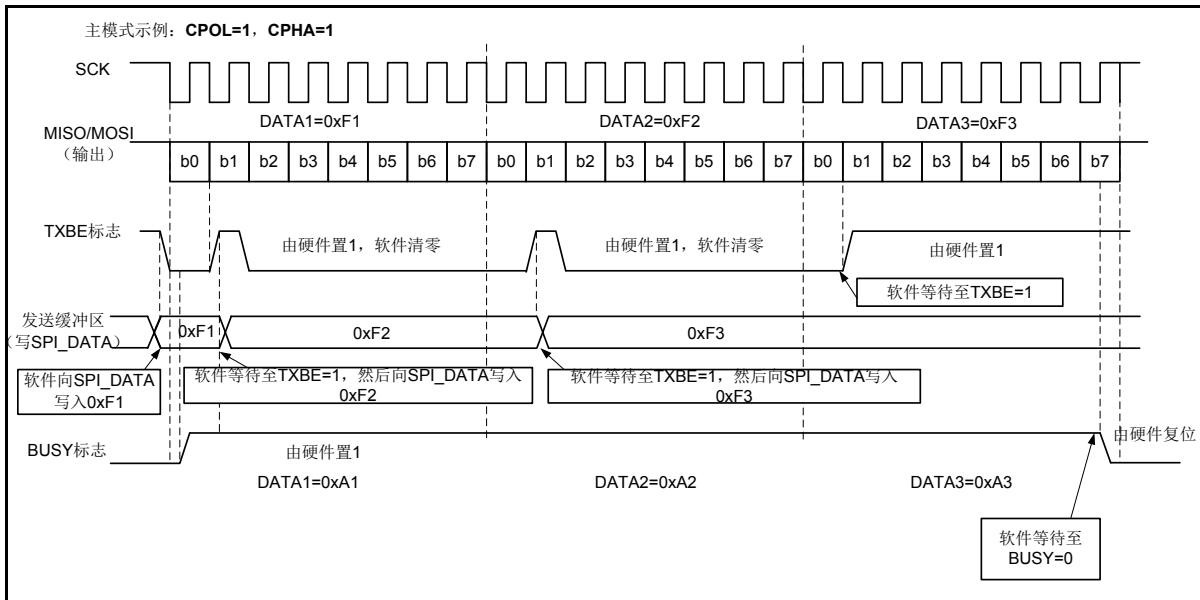 主模式示例：CPOL=1，CPHA=1
SCK
DATA1=0xF1
DATA2=0xF2
DATA3=0xF3
MISO/MOSI
（输出）
b0 b1 b2 b3 b4 b5 b6 b7 b0 b1 b2 b3 b4 b5 b6 b7 b0 b1 b2 b3 b4 b5 b6 b7
TXBE标志
由硬件置1，软件清零
由硬件置1，软件清零
由硬件置1
软件等待至TXBE=1
发送缓冲区
（写SPI_DATA）
0xF1
0xF2
0xF3
软件向SPI_DATA
写入0xF1
软件等待至TXBE=1，然后向SPI_DATA写入
0xF2
软件等待至TXBE=1，然后向SPI_DATA写入
0xF3
BUSY标志
由硬件置1
由硬件复位
DATA1=0xA1
DATA2=0xA2
DATA3=0xA3
软件等待至
BUSY=0